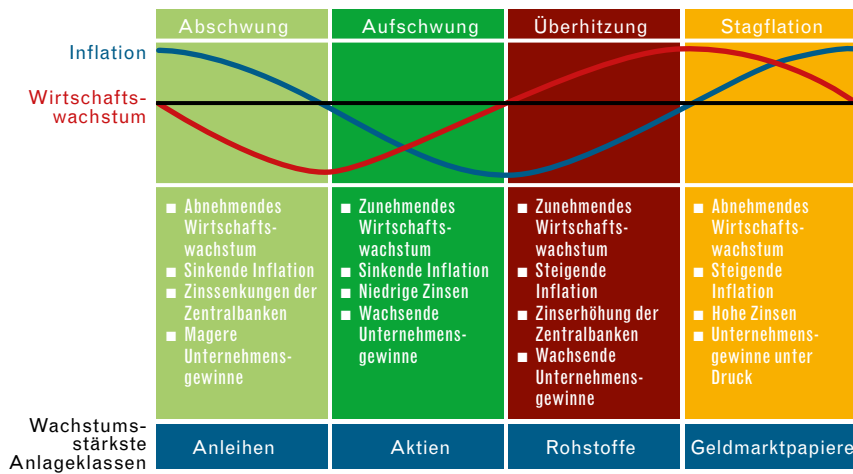 Abschwung
Aufschwung
Überhitzung
Stagflation
Inflation
Wirtschafts-
wachstum
■ Abnehmendes
Wirtschafts-
wachstum
■ Sinkende Inflation
■ Zinssenkungen der
Zentralbanken
■ Magere
Unternehmens-
gewinne
■ Zunehmendes
Wirtschafts-
wachstum
■ Sinkende Inflation
■ Niedrige Zinsen
■ Wachsende
Unternehmens-
gewinne
■ Zunehmendes
Wirtschafts-
wachstum
■ Steigende
Inflation
■ Zinserhöhung der
Zentralbanken
■ Wachsende
Unternehmens-
gewinne
■ Abnehmendes
Wirtschafts-
wachstum
■ Steigende
Inflation
■ Hohe Zinsen
■ Unternehmens-
gewinne unter
Druck
Wachstums-
stärkste
Anlageklassen
Anleihen
Aktien
Rohstoffe
Geldmarktpapiere